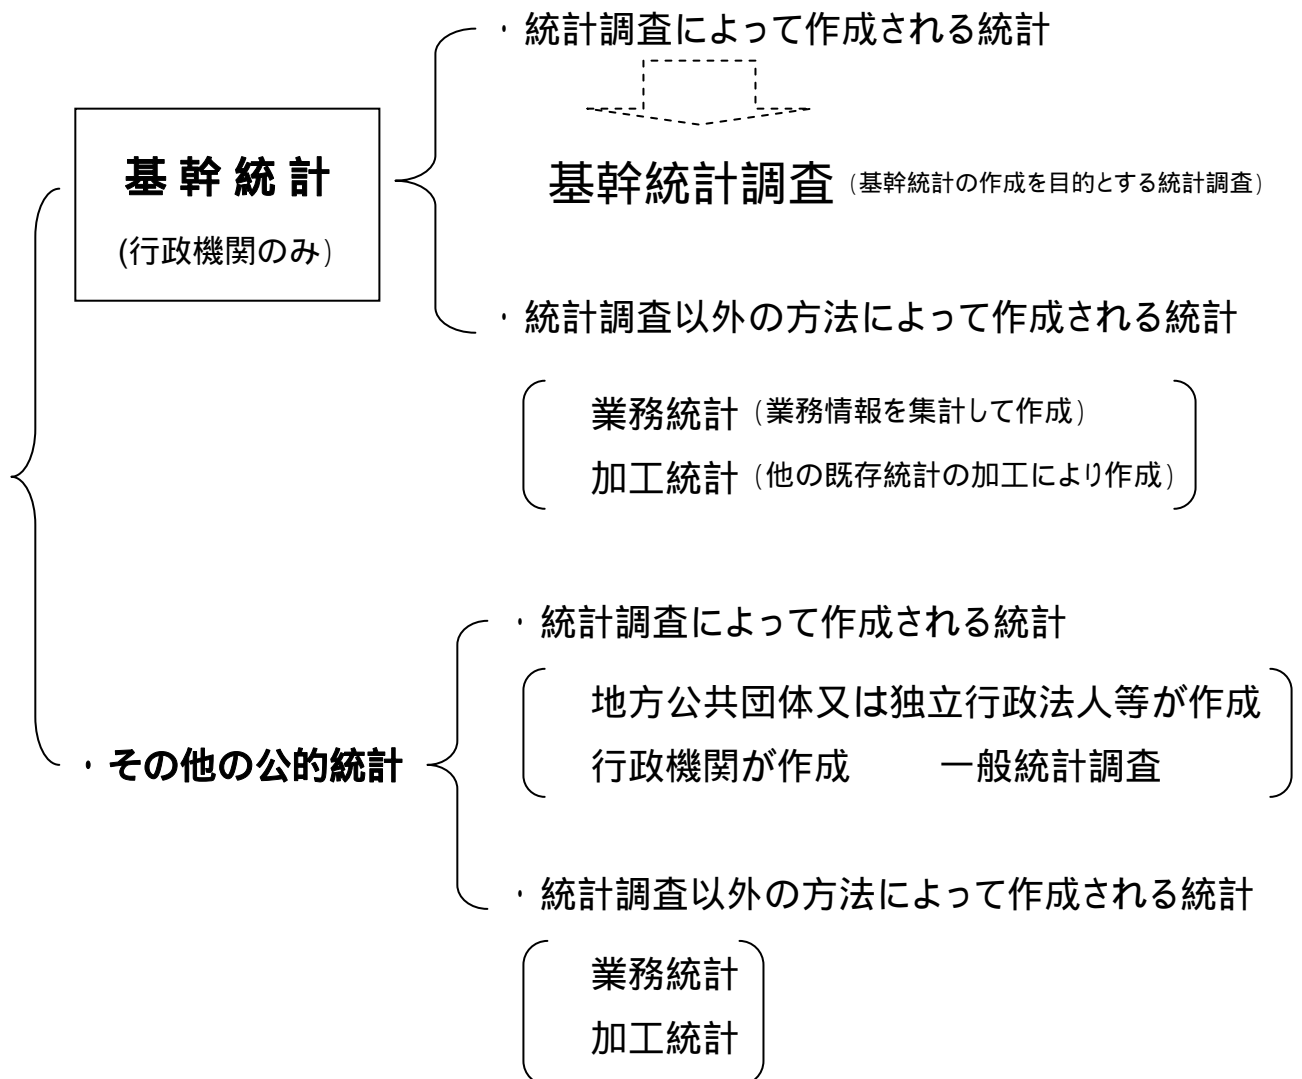 ・統計調査によって作成される統計
基幹統計
(行政機関のみ)
基幹統計調査(基幹統計の作成を目的とする統計調査)
・統計調査以外の方法によって作成される統計
業務統計(業務情報を集計して作成)
加工統計(他の既存統計の加工により作成)
・統計調査によって作成される統計
地方公共団体又は独立行政法人等が作成
・その他の公的統計
行政機関が作成 一般統計調査
・統計調査以外の方法によって作成される統計
業務統計
加工統計